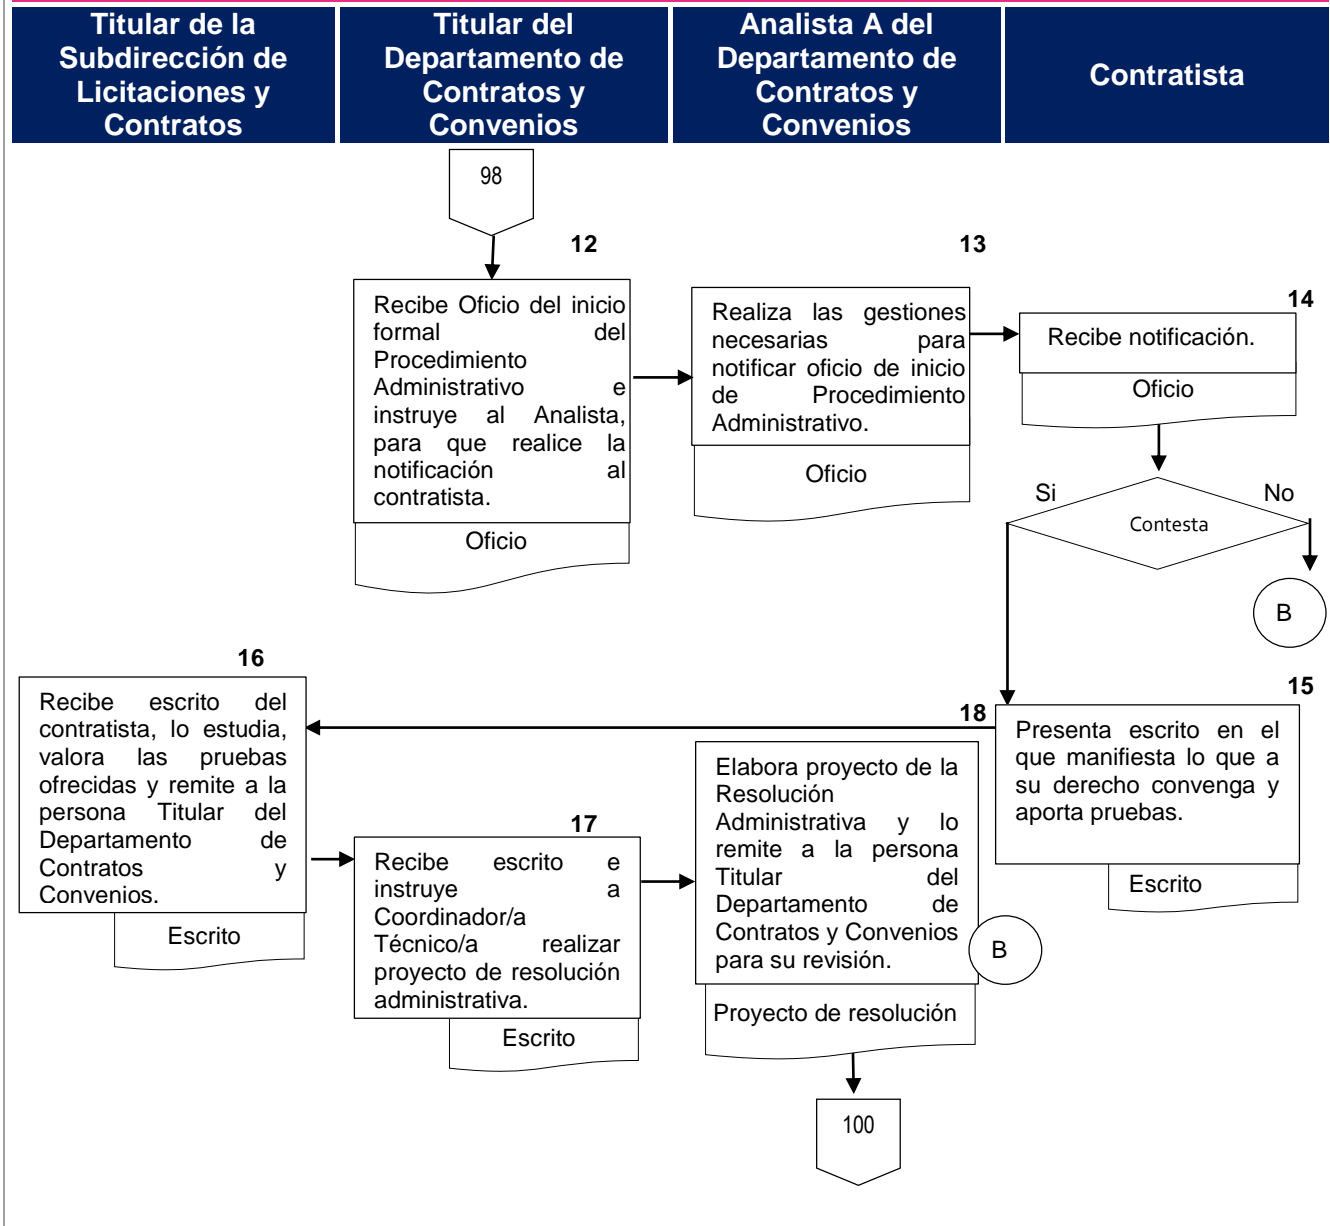 Titular de la
Subdirección de
Licitaciones y
Contratos
Titular del
Departamento de
Contratos y
Convenios
Analista A del
Departamento de
Contratos y
Convenios
Contratista
98
12
Recibe Oficio del inicio
formal del
Procedimiento
Administrativo e
instruye al Analista,
para que realice la
notificación al
contratista.
Oficio
13
Realiza las gestiones
necesarias para
notificar oficio de inicio
de Procedimiento
Administrativo.
Oficio
14
Recibe notificación.
Oficio
Si
No
Contesta
B
15
Presenta escrito en el
que manifiesta lo que a
su derecho convenga y
aporta pruebas.
Escrito
16
Recibe escrito del
contratista, lo estudia,
valora las pruebas
ofrecidas y remite a la
persona Titular del
Departamento de
Contratos y
Convenios.
Escrito
17
Recibe escrito e
instruye a
Coordinador/a
Técnico/a realizar
proyecto de resolución
administrativa.
Escrito
18
Elabora proyecto de la
Resolución
Administrativa y lo
remite a la persona
Titular del
Departamento de
Contratos y Convenios
para su revisión.
B
Proyecto de resolución
100